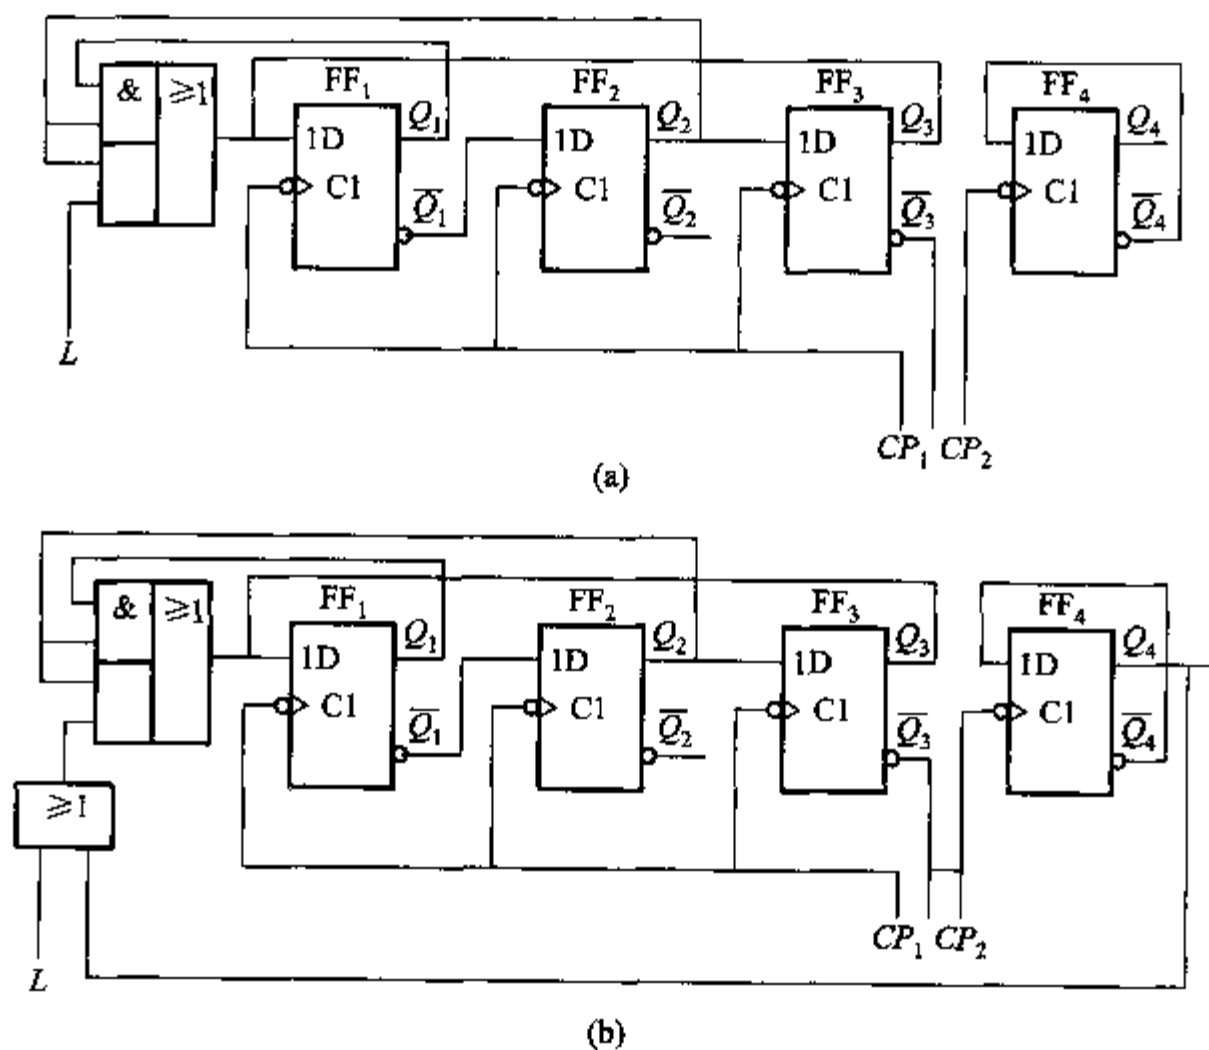 & ≥1 FF₁ FF₂ FF₃ FF₄
1D Q₁ 1D Q₂ 1D Q₃ 1D Q₄
C1 Q̅₁ C1 Q̅₂ C1 Q̅₃ C1 Q̅₄
L
CP₁ CP₂
(a)
& ≥1 FF₁ FF₂ FF₃ FF₄
1D Q₁ 1D Q₂ 1D Q₃ 1D Q₄
C1 Q̅₁ C1 Q̅₂ C1 Q̅₃ C1 Q̅₄
≥1
L
CP₁ CP₂
(b)